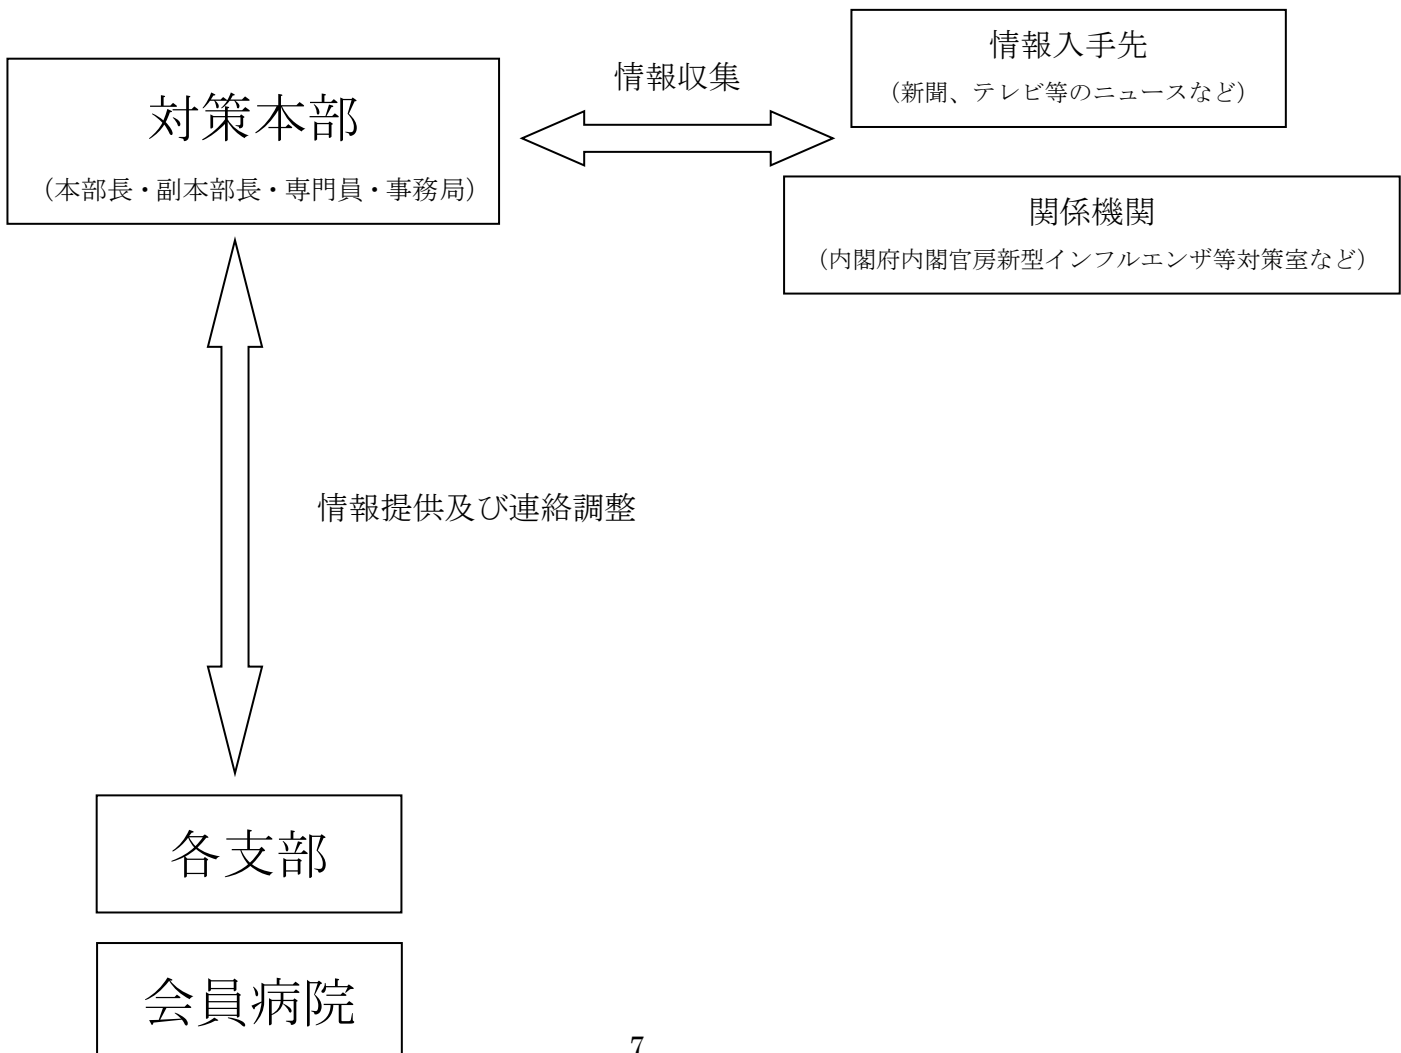 対策本部
（本部長・副本部長・専門員・事務局）
情報収集
情報入手先
（新聞、テレビ等のニュースなど）
関係機関
（内閣府内閣官房新型インフルエンザ等対策室など）
情報提供及び連絡調整
各支部
会員病院
7